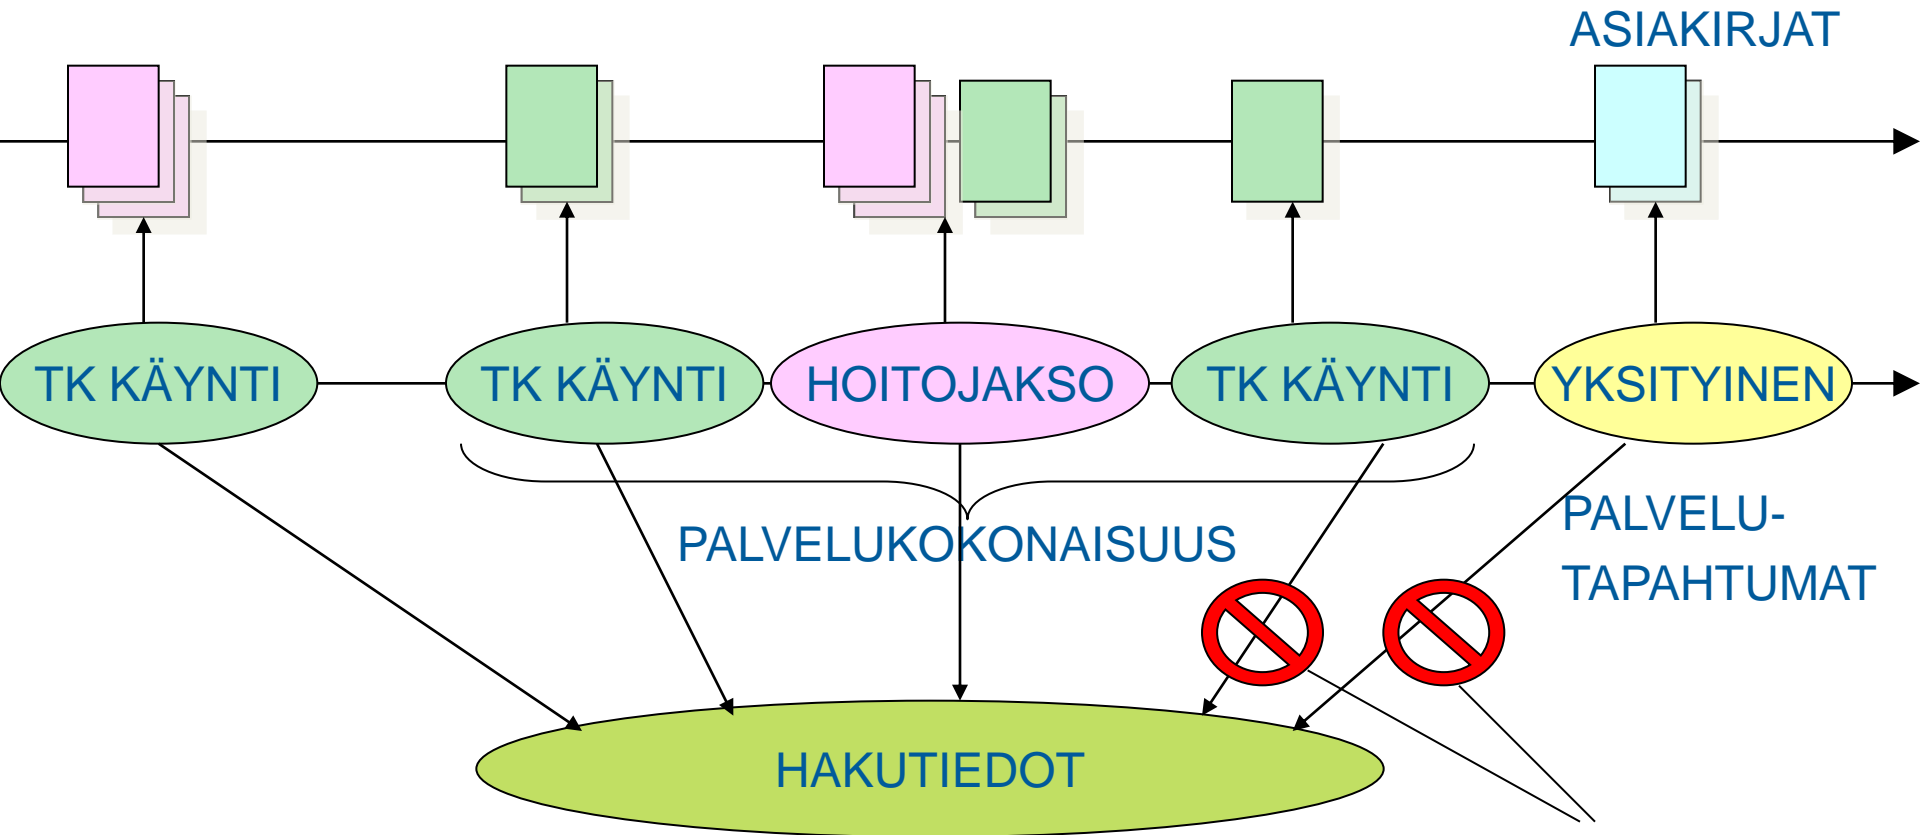 ASIAKIRJAT
TK KÄYNTI
TK KÄYNTI
HOITOJAKSO
TK KÄYNTI
YKSITYINEN
PALVELUKOKONAISUUS
PALVELU-
TAPAHTUMAT
HAKUTIEDOT